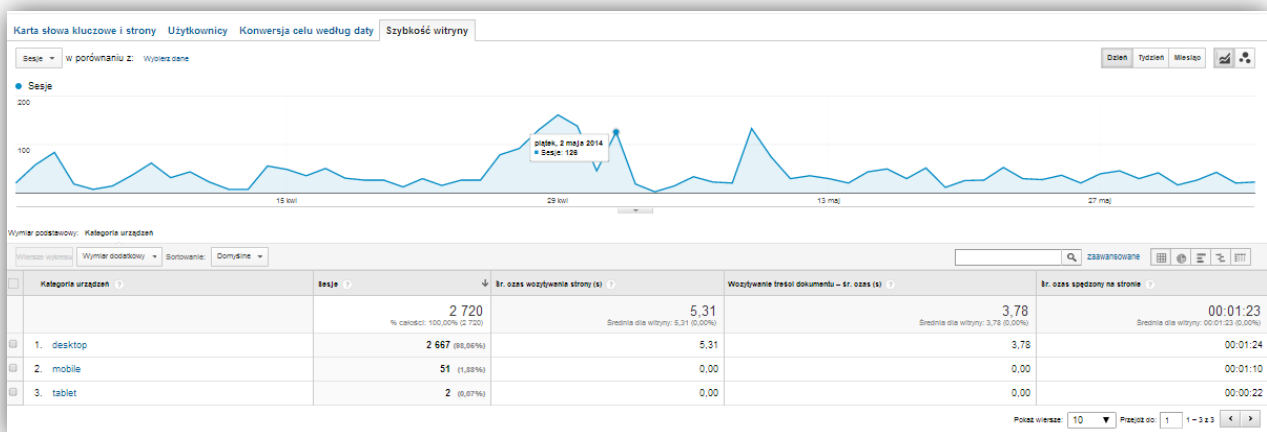 Karta słowa kluczowe i strony Użytkownicy Konwersja celu według daty Szybkość witryny
Sesje w porównaniu z: Wybierz dane Dzień Tydzień Miesiąc
Sesje
200
100
piątek, 2 maja 2014
Sesje: 126
15 kwi 29 kwi 13 maj 27 maj
Wymiar podstawowy: Kategoria urządzeń
Wiersze wykresu Wymiar dodatkowy Sortowanie: Domyślne zaawansowane
Kategoria urządzeń ? Sesje ? Śr. czas wczytywania strony (s) ? Wczytywanie treści dokumentu – śr. czas (s) ? Śr. czas spędzony na stronie ?
2 720 5,31 3,78 00:01:23
% całości: 100,00% (2 720) Średnia dla witryny: 5,31 (0,00%) Średnia dla witryny: 3,78 (0,00%) Średnia dla witryny: 00:01:23 (0,00%)
1. desktop 2 667 (98,06%) 5,31 3,78 00:01:24
2. mobile 51 (1,88%) 0,00 0,00 00:01:10
3. tablet 2 (0,07%) 0,00 0,00 00:00:22
Pokaż wiersze: 10 Przejdź do: 1 1 – 3 z 3